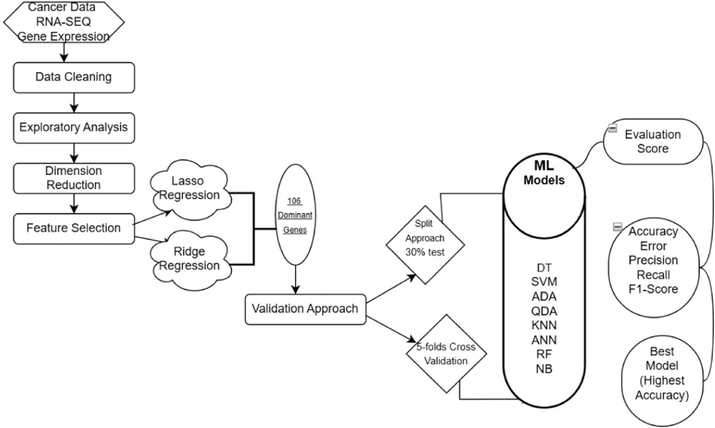 Cancer Data
RNA-SEQ
Gene Expression
Data Cleaning
Exploratory Analysis
Dimension
Reduction
Feature Selection
Lasso
Regression
Ridge
Regression
106
Dominant
Genes
Validation Approach
Split
Approach
30% test
5-folds Cross
Validation
ML
Models
DT
SVM
ADA
QDA
KNN
ANN
RF
NB
Evaluation
Score
Accuracy
Error
Precision
Recall
F1-Score
Best
Model
(Highest
Accuracy)